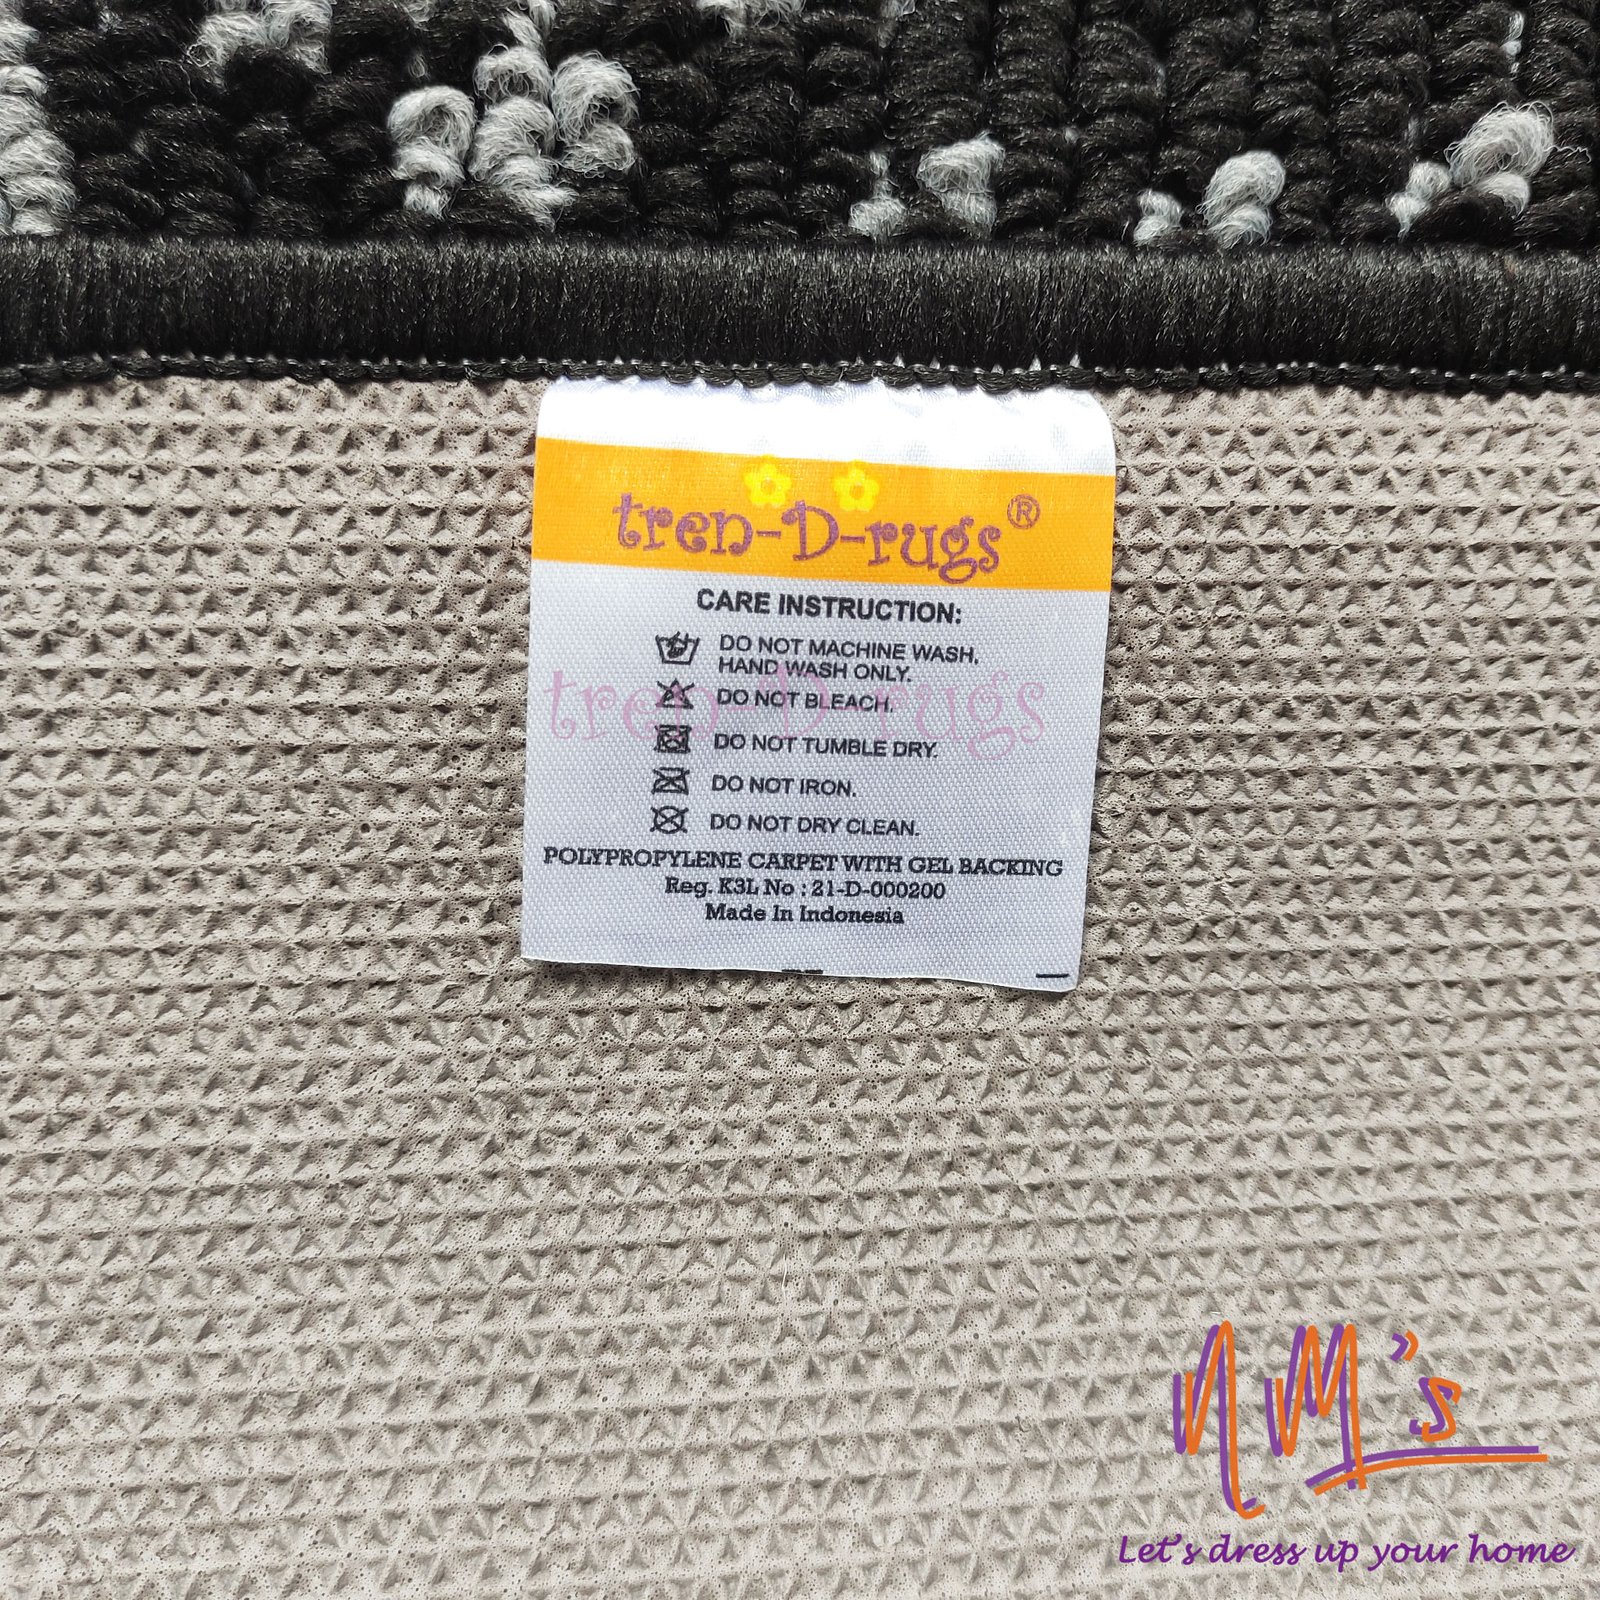 tren-D-rugs®
CARE INSTRUCTION:
DO NOT MACHINE WASH,
HAND WASH ONLY.
tren-D-rugs
DO NOT BLEACH.
DO NOT TUMBLE DRY.
DO NOT IRON.
DO NOT DRY CLEAN.
POLYPROPYLENE CARPET WITH GEL BACKING
Reg. K3L No : 21-D-000200
Made In Indonesia
NM's
Let's dress up your home